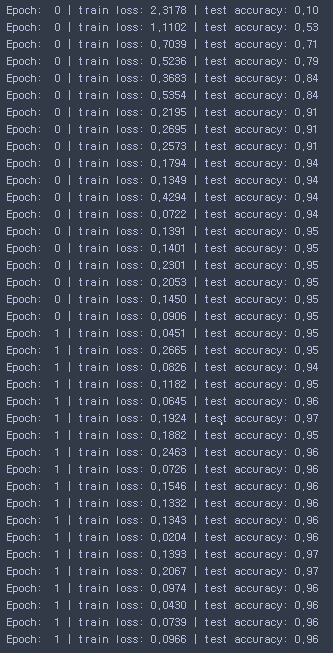 Epoch:  0 | train loss: 2.3178 | test accuracy: 0.10
Epoch:  0 | train loss: 1.1102 | test accuracy: 0.53
Epoch:  0 | train loss: 0.7039 | test accuracy: 0.71
Epoch:  0 | train loss: 0.5236 | test accuracy: 0.79
Epoch:  0 | train loss: 0.3683 | test accuracy: 0.84
Epoch:  0 | train loss: 0.5354 | test accuracy: 0.84
Epoch:  0 | train loss: 0.2195 | test accuracy: 0.91
Epoch:  0 | train loss: 0.2695 | test accuracy: 0.91
Epoch:  0 | train loss: 0.2573 | test accuracy: 0.91
Epoch:  0 | train loss: 0.1794 | test accuracy: 0.94
Epoch:  0 | train loss: 0.1349 | test accuracy: 0.94
Epoch:  0 | train loss: 0.4294 | test accuracy: 0.94
Epoch:  0 | train loss: 0.0722 | test accuracy: 0.94
Epoch:  0 | train loss: 0.1391 | test accuracy: 0.95
Epoch:  0 | train loss: 0.1401 | test accuracy: 0.95
Epoch:  0 | train loss: 0.2301 | test accuracy: 0.95
Epoch:  0 | train loss: 0.2053 | test accuracy: 0.95
Epoch:  0 | train loss: 0.1450 | test accuracy: 0.95
Epoch:  0 | train loss: 0.0906 | test accuracy: 0.95
Epoch:  1 | train loss: 0.0451 | test accuracy: 0.95
Epoch:  1 | train loss: 0.2665 | test accuracy: 0.95
Epoch:  1 | train loss: 0.0826 | test accuracy: 0.94
Epoch:  1 | train loss: 0.1182 | test accuracy: 0.95
Epoch:  1 | train loss: 0.0645 | test accuracy: 0.96
Epoch:  1 | train loss: 0.1924 | test accuracy: 0.97
Epoch:  1 | train loss: 0.1882 | test accuracy: 0.95
Epoch:  1 | train loss: 0.2463 | test accuracy: 0.96
Epoch:  1 | train loss: 0.0726 | test accuracy: 0.96
Epoch:  1 | train loss: 0.1546 | test accuracy: 0.96
Epoch:  1 | train loss: 0.1332 | test accuracy: 0.96
Epoch:  1 | train loss: 0.1343 | test accuracy: 0.96
Epoch:  1 | train loss: 0.0204 | test accuracy: 0.96
Epoch:  1 | train loss: 0.1393 | test accuracy: 0.97
Epoch:  1 | train loss: 0.2067 | test accuracy: 0.97
Epoch:  1 | train loss: 0.0974 | test accuracy: 0.96
Epoch:  1 | train loss: 0.0430 | test accuracy: 0.96
Epoch:  1 | train loss: 0.0739 | test accuracy: 0.96
Epoch:  1 | train loss: 0.0966 | test accuracy: 0.96